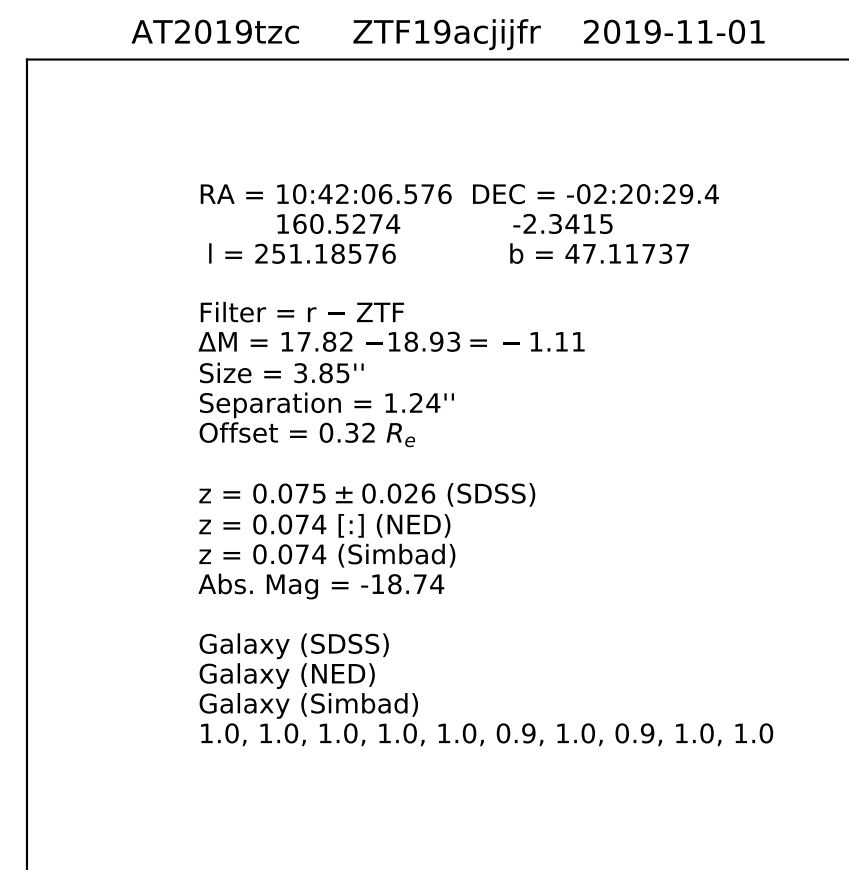 AT2019tzc ZTF19acjijfr 2019-11-01
RA = 10:42:06.576 DEC = -02:20:29.4
160.5274 -2.3415
l = 251.18576 b = 47.11737
Filter = r − ZTF
ΔM = 17.82 −18.93 = − 1.11
Size = 3.85''
Separation = 1.24''
Offset = 0.32 Rₑ
z = 0.075 ± 0.026 (SDSS)
z = 0.074 [:] (NED)
z = 0.074 (Simbad)
Abs. Mag = -18.74
Galaxy (SDSS)
Galaxy (NED)
Galaxy (Simbad)
1.0, 1.0, 1.0, 1.0, 1.0, 0.9, 1.0, 0.9, 1.0, 1.0